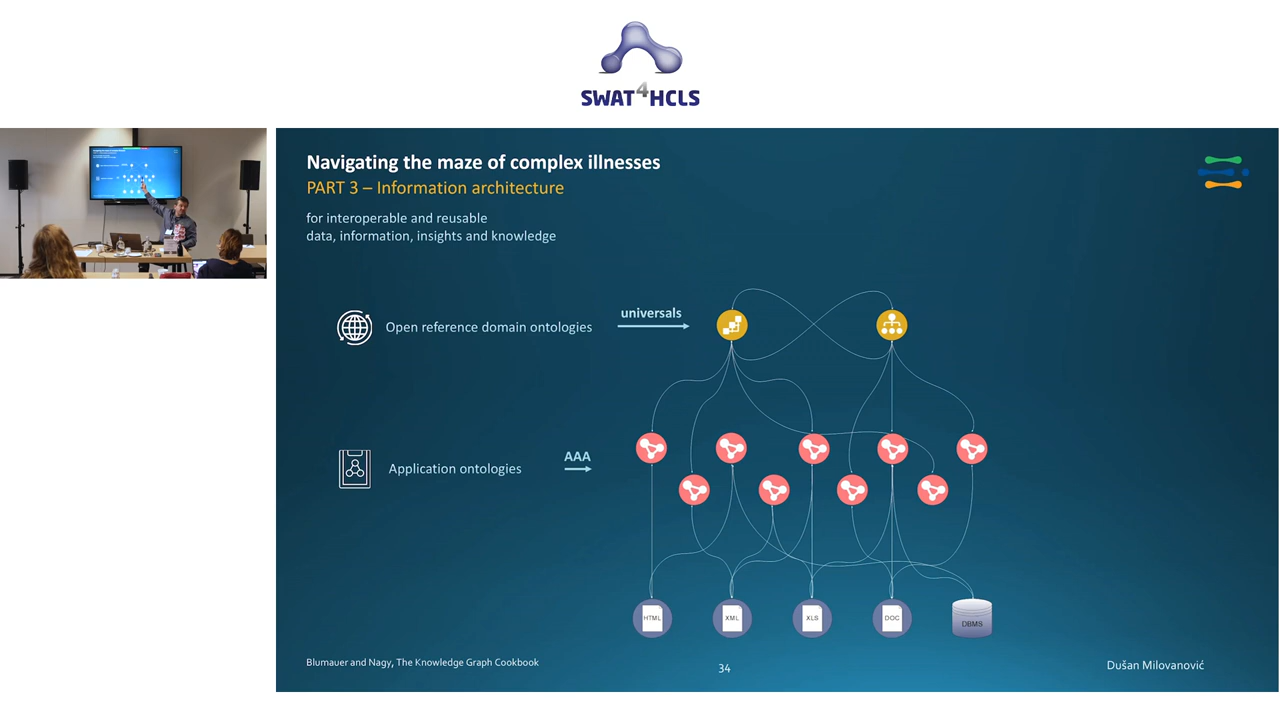 SWAT4HCLS
Navigating the maze of complex illnesses
PART 3 – Information architecture
for interoperable and reusable
data, information, insights and knowledge
universals
Open reference domain ontologies
AAA
Application ontologies
HTML
XML
XLS
DOC
DBMS
Blumauer and Nagy, The Knowledge Graph Cookbook
34
Dušan Milovanović